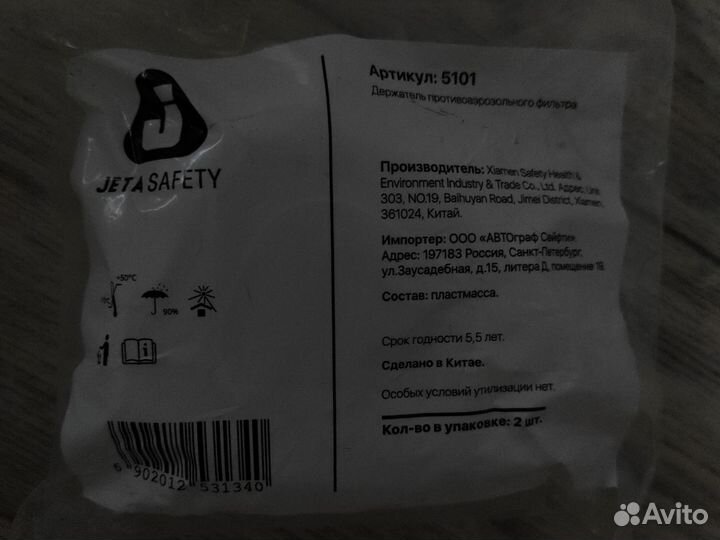 JETA SAFETY
+50°C
90%
6 902012 531340
Артикул: 5101
Держатель противоаэрозольного фильтра
Производитель: Xiamen Safety Health &
Environment Industry & Trade Co., Ltd. Адрес: Unit
303, NO.19, Baihuyan Road, Jimei District, Xiamen,
361024, Китай.
Импортер: ООО «АВТОграф Сейфти».
Адрес: 197183 Россия, Санкт-Петербург,
ул.Заусадебная, д.15, литера Д, помещение
Состав: пластмасса.
Срок годности 5,5 лет.
Сделано в Китае.
Особых условий утилизации нет.
Кол-во в упаковке: 2 шт.
Avito